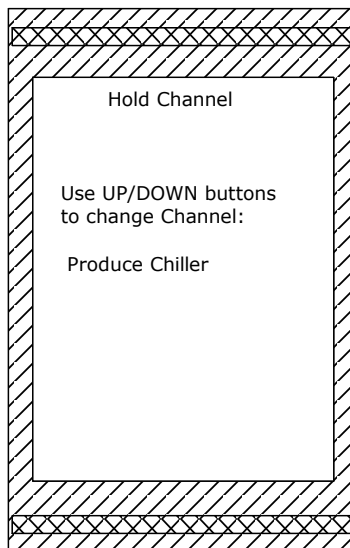 Hold Channel
Use UP/DOWN buttons
to change Channel:
Produce Chiller